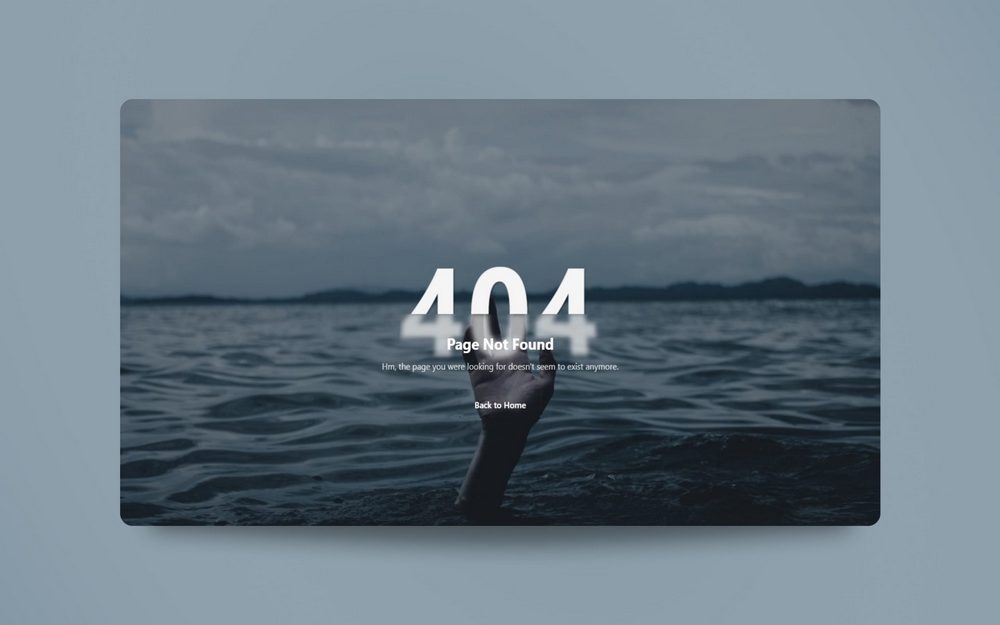 404
Page Not Found
Hm, the page you were looking for doesn't seem to exist anymore.
Back to Home